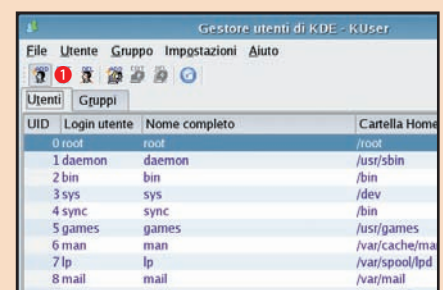 Gestore utenti di KDE - KUser
File Utente Gruppo Impostazioni Aiuto
1
Utenti Gruppi
UID Login utente Nome completo Cartella Home
0 root root /root
1 daemon daemon /usr/sbin
2 bin bin /bin
3 sys sys /dev
4 sync sync /bin
5 games games /usr/games
6 man man /var/cache/ma
7 lp lp /var/spool/lpd
8 mail mail /var/mail